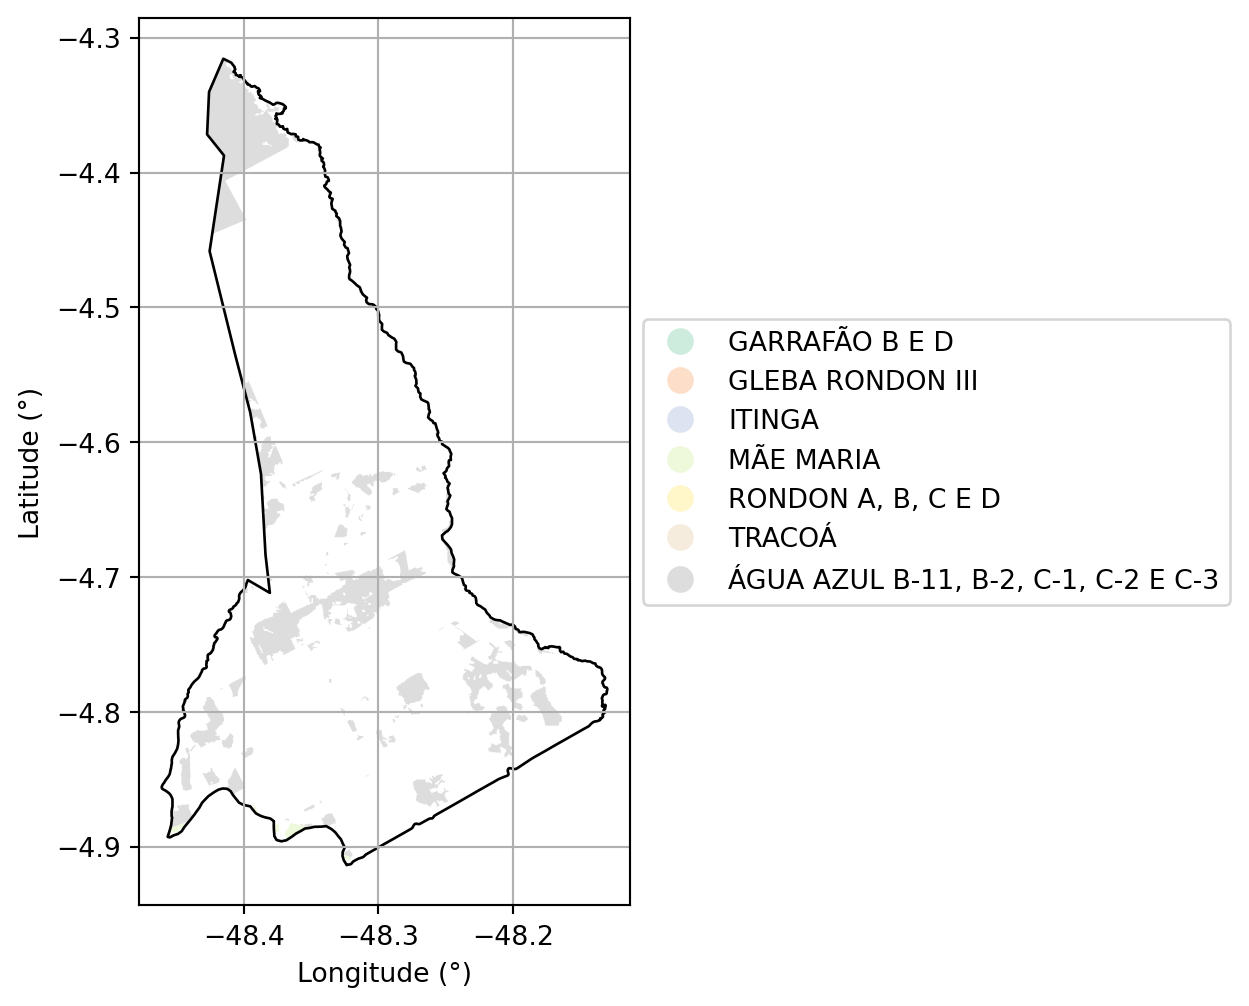 −4.3
−4.4
−4.5
−4.6
−4.7
−4.8
−4.9
Latitude (°)
−48.4
−48.3
−48.2
Longitude (°)
GARRAFÃO B E D
GLEBA RONDON III
ITINGA
MÃE MARIA
RONDON A, B, C E D
TRACOÁ
ÁGUA AZUL B-11, B-2, C-1, C-2 E C-3